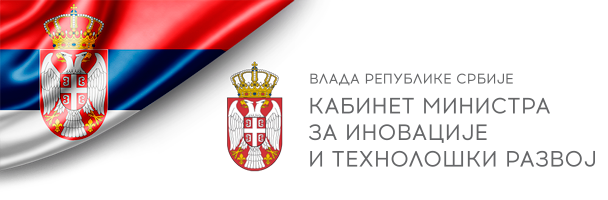 ВЛАДА РЕПУБЛИКЕ СРБИЈЕ
КАБИНЕТ МИНИСТРА
ЗА ИНОВАЦИЈЕ
И ТЕХНОЛОШКИ РАЗВОЈ